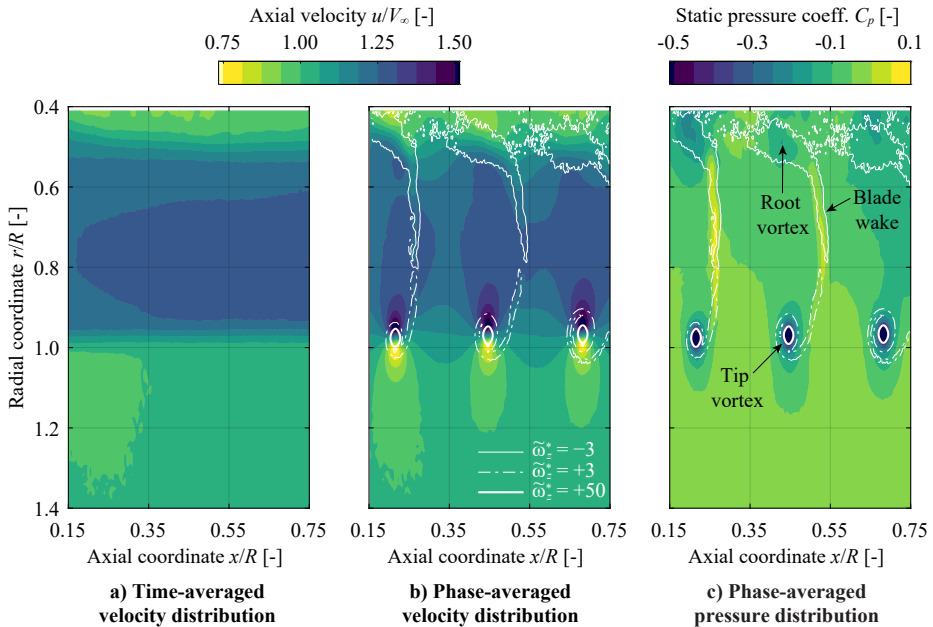 Axial velocity u/V∞ [-]
0.75 1.00 1.25 1.50
Static pressure coeff. Cp [-]
-0.5 -0.3 -0.1 0.1
Radial coordinate r/R [-]
0.4
0.6
0.8
1.0
1.2
1.4
0.15 0.35 0.55 0.75
Axial coordinate x/R [-]
a) Time-averaged
velocity distribution
ω̃*z = −3
ω̃*z = +3
ω̃*z = +50
0.15 0.35 0.55 0.75
Axial coordinate x/R [-]
b) Phase-averaged
velocity distribution
Root
vortex
Blade
wake
Tip
vortex
0.15 0.35 0.55 0.75
Axial coordinate x/R [-]
c) Phase-averaged
pressure distribution